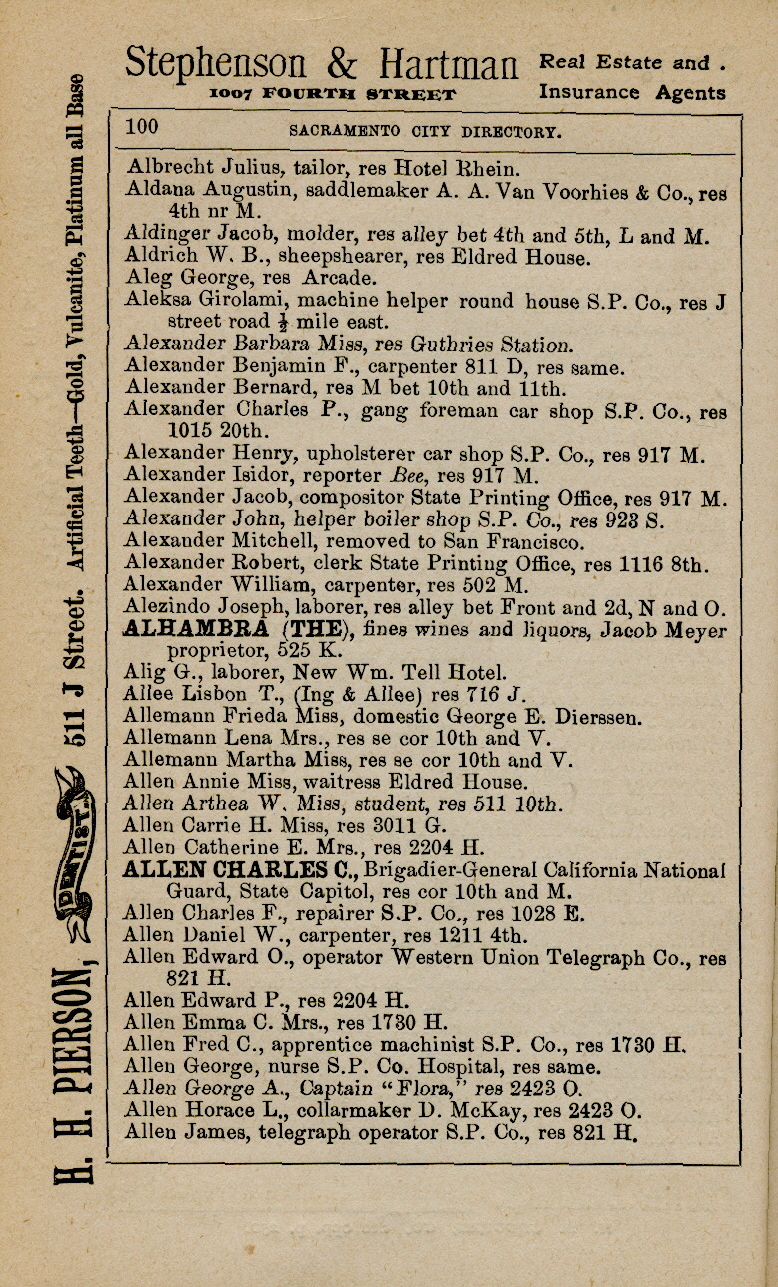 Stephenson & Hartman Real Estate and .
1007 FOURTH STREET Insurance Agents
100 SACRAMENTO CITY DIRECTORY.
Albrecht Julius, tailor, res Hotel Rhein.
Aldana Augustin, saddlemaker A. A. Van Voorhies & Co., res
4th nr M.
Aldinger Jacob, molder, res alley bet 4th and 5th, L and M.
Aldrich W. B., sheepshearer, res Eldred House.
Aleg George, res Arcade.
Aleksa Girolami, machine helper round house S.P. Co., res J
street road ½ mile east.
Alexander Barbara Miss, res Guthries Station.
Alexander Benjamin F., carpenter 811 D, res same.
Alexander Bernard, res M bet 10th and 11th.
Alexander Charles P., gang foreman car shop S.P. Co., res
1015 20th.
Alexander Henry, upholsterer car shop S.P. Co., res 917 M.
Alexander Isidor, reporter Bee, res 917 M.
Alexander Jacob, compositor State Printing Office, res 917 M.
Alexander John, helper boiler shop S.P. Co., res 923 S.
Alexander Mitchell, removed to San Francisco.
Alexander Robert, clerk State Printing Office, res 1116 8th.
Alexander William, carpenter, res 502 M.
Alezindo Joseph, laborer, res alley bet Front and 2d, N and O.
ALHAMBRA (THE), fines wines and liquors, Jacob Meyer
proprietor, 525 K.
Alig G., laborer, New Wm. Tell Hotel.
Allee Lisbon T., (Ing & Allee) res 716 J.
Allemann Frieda Miss, domestic George E. Dierssen.
Allemann Lena Mrs., res se cor 10th and V.
Allemann Martha Miss, res se cor 10th and V.
Allen Annie Miss, waitress Eldred House.
Allen Arthea W. Miss, student, res 511 10th.
Allen Carrie H. Miss, res 3011 G.
Allen Catherine E. Mrs., res 2204 H.
ALLEN CHARLES C., Brigadier-General California National
Guard, State Capitol, res cor 10th and M.
Allen Charles F., repairer S.P. Co., res 1028 E.
Allen Daniel W., carpenter, res 1211 4th.
Allen Edward O., operator Western Union Telegraph Co., res
821 H.
Allen Edward P., res 2204 H.
Allen Emma C. Mrs., res 1730 H.
Allen Fred C., apprentice machinist S.P. Co., res 1730 H.
Allen George, nurse S.P. Co. Hospital, res same.
Allen George A., Captain “Flora,” res 2423 O.
Allen Horace L., collarmaker D. McKay, res 2423 O.
Allen James, telegraph operator S.P. Co., res 821 H.
H. H. PIERSON, DENTIST. 511 J Street. Artificial Teeth—Gold, Vulcanite, Platinum all Base